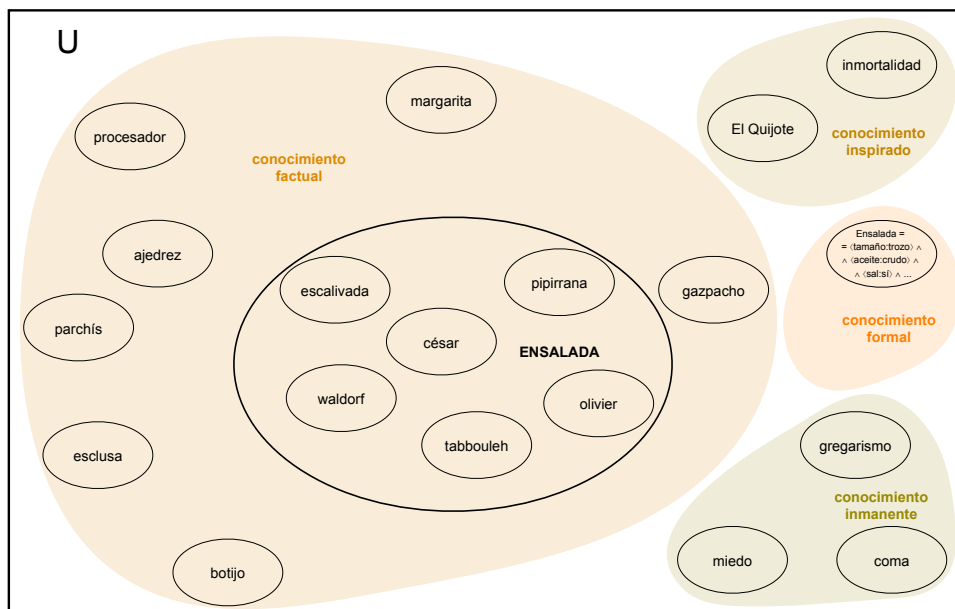 U
margarita
inmortalidad
procesador
El Quijote
conocimiento
factual
conocimiento
inspirado
ajedrez
Ensalada =
= ⟨tamaño:trozo⟩ ∧
∧ ⟨aceite:crudo⟩ ∧
∧ ⟨sal:sí⟩ ∧ ...
escalivada
pipirrana
gazpacho
parchís
conocimiento
formal
césar
ENSALADA
waldorf
olivier
tabbouleh
esclusa
gregarismo
conocimiento
inmanente
botijo
miedo
coma